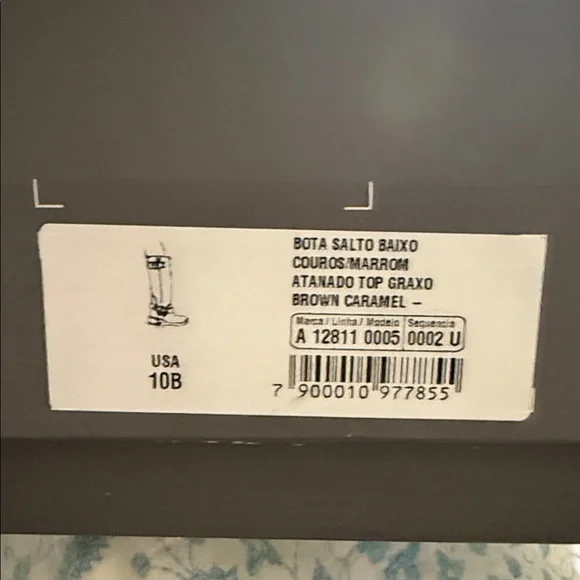 BOTA SALTO BAIXO
COUROS/MARROM
ATANADO TOP GRAXO
BROWN CARAMEL –
Marca / Linha / Modelo Sequencia
A 12811 0005 0002 U
USA
10B
7 900010 977855